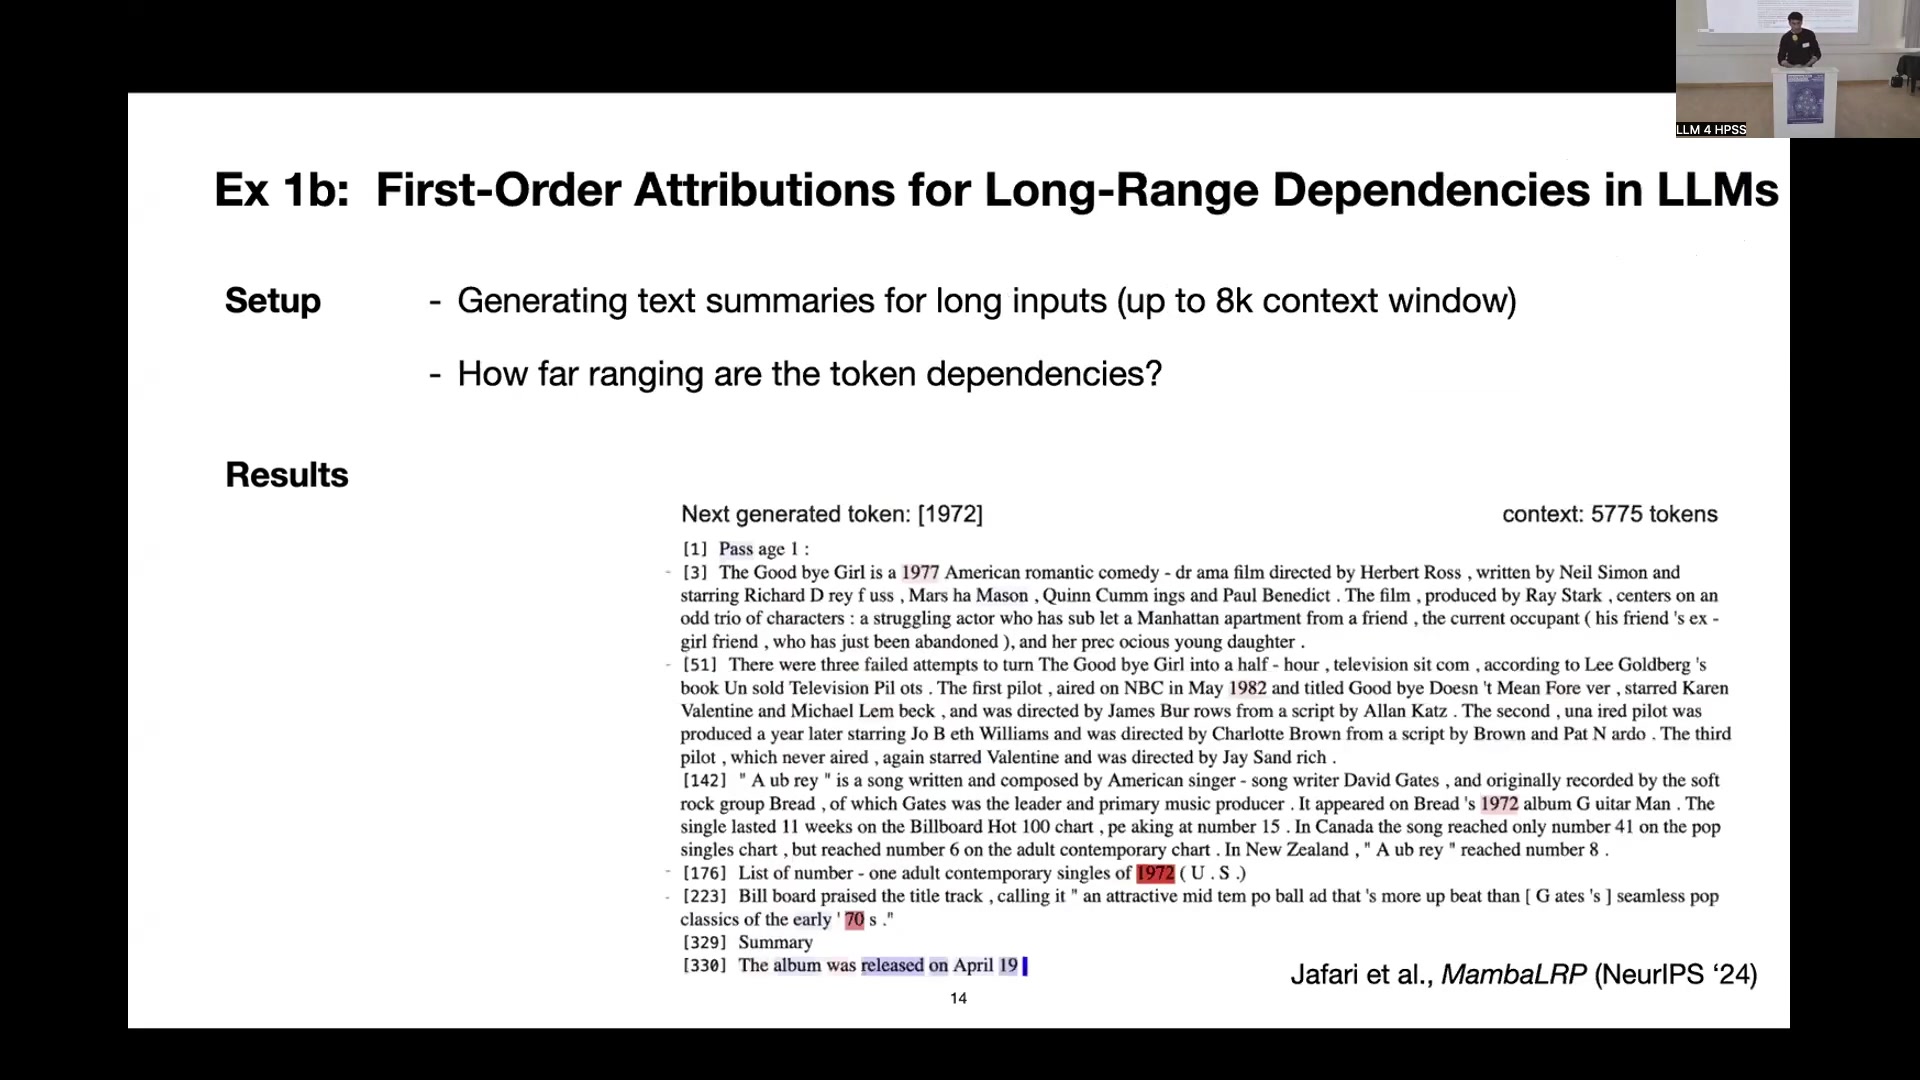 LLM 4 HPSS
Ex 1b: First-Order Attributions for Long-Range Dependencies in LLMs
Setup
- Generating text summaries for long inputs (up to 8k context window)
- How far ranging are the token dependencies?
Results
Next generated token: [1972]
context: 5775 tokens
[1] Pass age 1 :
- [3] The Good bye Girl is a 1977 American romantic comedy - dr ama film directed by Herbert Ross , written by Neil Simon and
starring Richard D rey f uss , Mars ha Mason , Quinn Cumm ings and Paul Benedict . The film , produced by Ray Stark , centers on an
odd trio of characters : a struggling actor who has sub let a Manhattan apartment from a friend , the current occupant ( his friend 's ex -
girl friend , who has just been abandoned ), and her prec ocious young daughter .
- [51] There were three failed attempts to turn The Good bye Girl into a half - hour , television sit com , according to Lee Goldberg 's
book Un sold Television Pil ots . The first pilot , aired on NBC in May 1982 and titled Good bye Doesn 't Mean Fore ver , starred Karen
Valentine and Michael Lem beck , and was directed by James Bur rows from a script by Allan Katz . The second , una ired pilot was
produced a year later starring Jo B eth Williams and was directed by Charlotte Brown from a script by Brown and Pat N ardo . The third
pilot , which never aired , again starred Valentine and was directed by Jay Sand rich .
[142] " A ub rey " is a song written and composed by American singer - song writer David Gates , and originally recorded by the soft
rock group Bread , of which Gates was the leader and primary music producer . It appeared on Bread 's 1972 album G uitar Man . The
single lasted 11 weeks on the Billboard Hot 100 chart , pe aking at number 15 . In Canada the song reached only number 41 on the pop
singles chart , but reached number 6 on the adult contemporary chart . In New Zealand , " A ub rey " reached number 8 .
- [176] List of number - one adult contemporary singles of 1972 ( U . S .)
- [223] Bill board praised the title track , calling it " an attractive mid tem po ball ad that 's more up beat than [ G ates 's ] seamless pop
classics of the early ' 70 s ."
[329] Summary
[330] The album was released on April 19
Jafari et al., MambaLRP (NeurIPS ‘24)
14